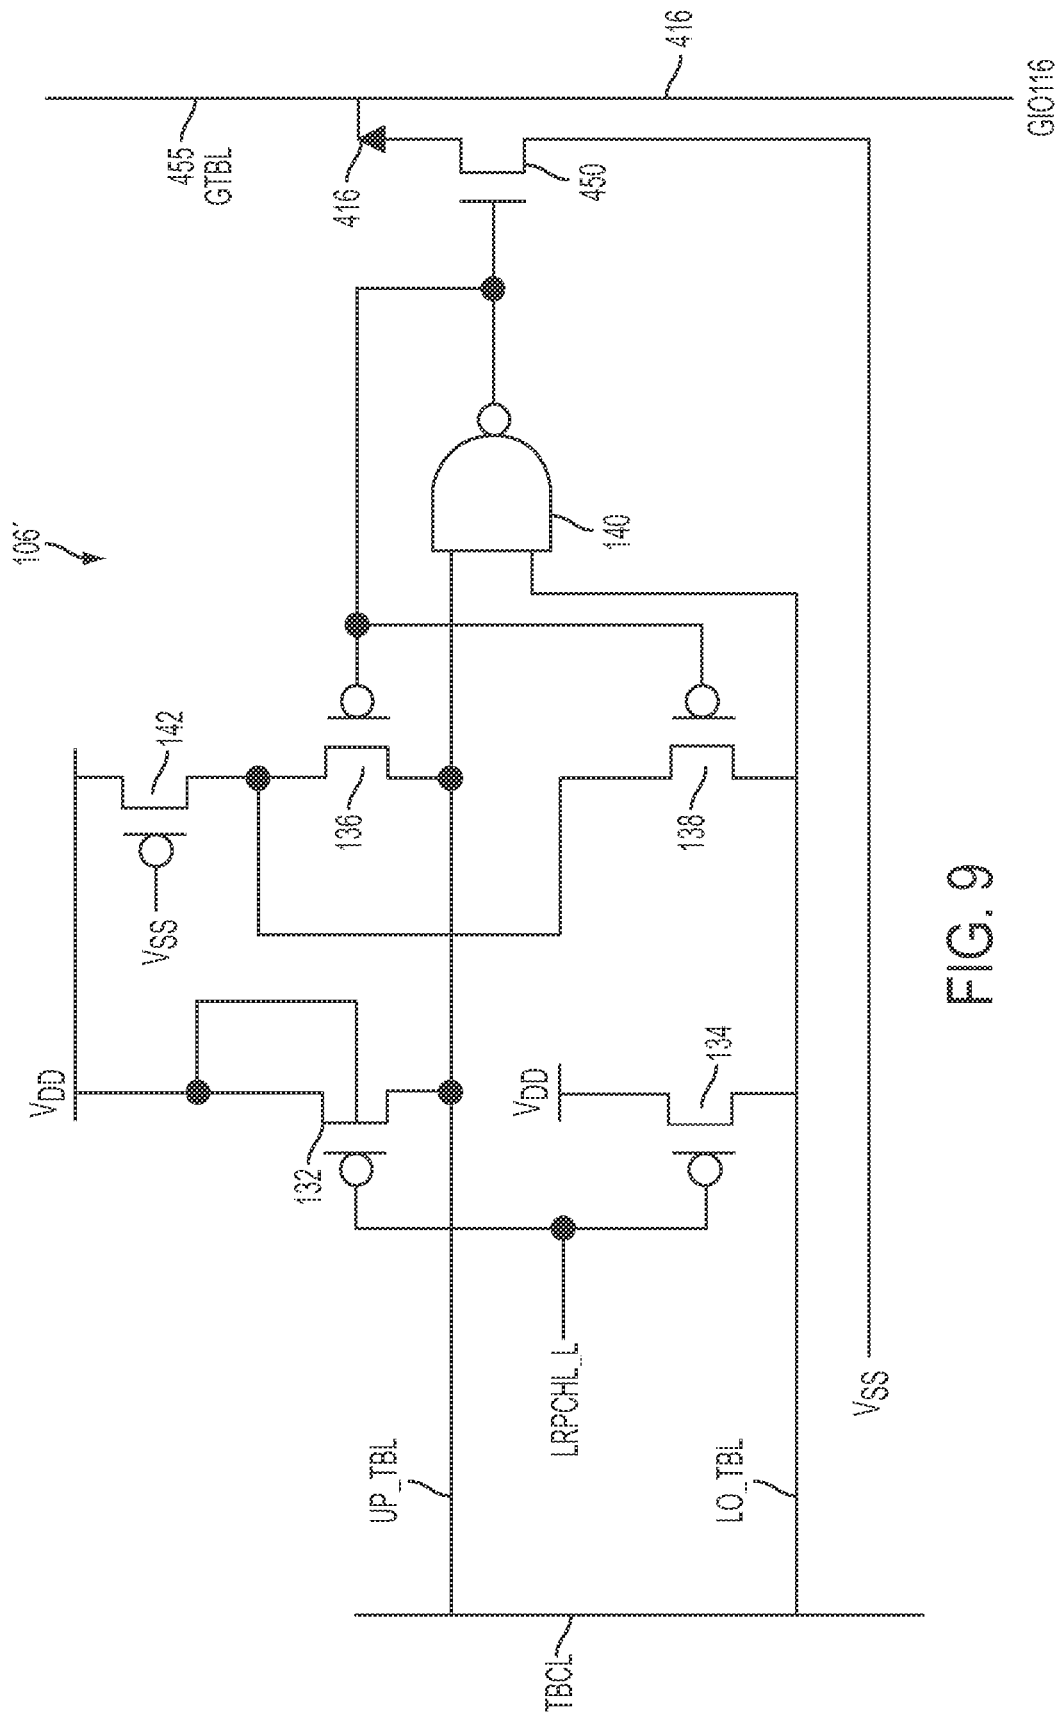 106'
VDD
142
VSS
132
136
VDD
134
138
140
LRPCHL_L
UP_TBL
LO_TBL
TBCL
455
GTBL
416
450
416
GIO116
VSS
FIG. 9